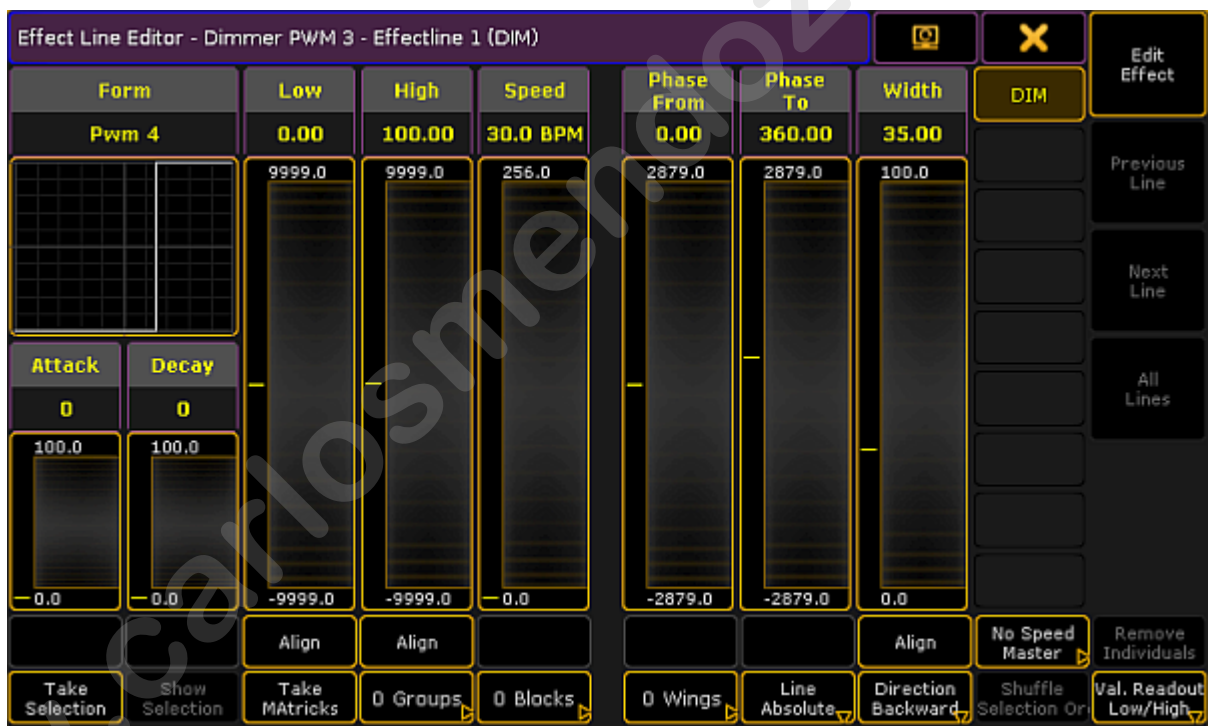 Effect Line Editor - Dimmer PWM 3 - Effectline 1 (DIM)
Edit Effect
Form
Low
High
Speed
Phase From
Phase To
Width
DIM
Pwm 4
0.00
100.00
30.0 BPM
0.00
360.00
35.00
9999.0
9999.0
256.0
2879.0
2879.0
100.0
Previous Line
Next Line
All Lines
Attack
Decay
0
0
100.0
100.0
0.0
0.0
-9999.0
-9999.0
0.0
-2879.0
-2879.0
0.0
Align
Align
Align
No Speed Master
Remove Individuals
Take Selection
Show Selection
Take MAtricks
0 Groups
0 Blocks
0 Wings
Line Absolute
Direction Backward
Shuffle Selection Or
Val. Readout Low/High
carlosmendoz